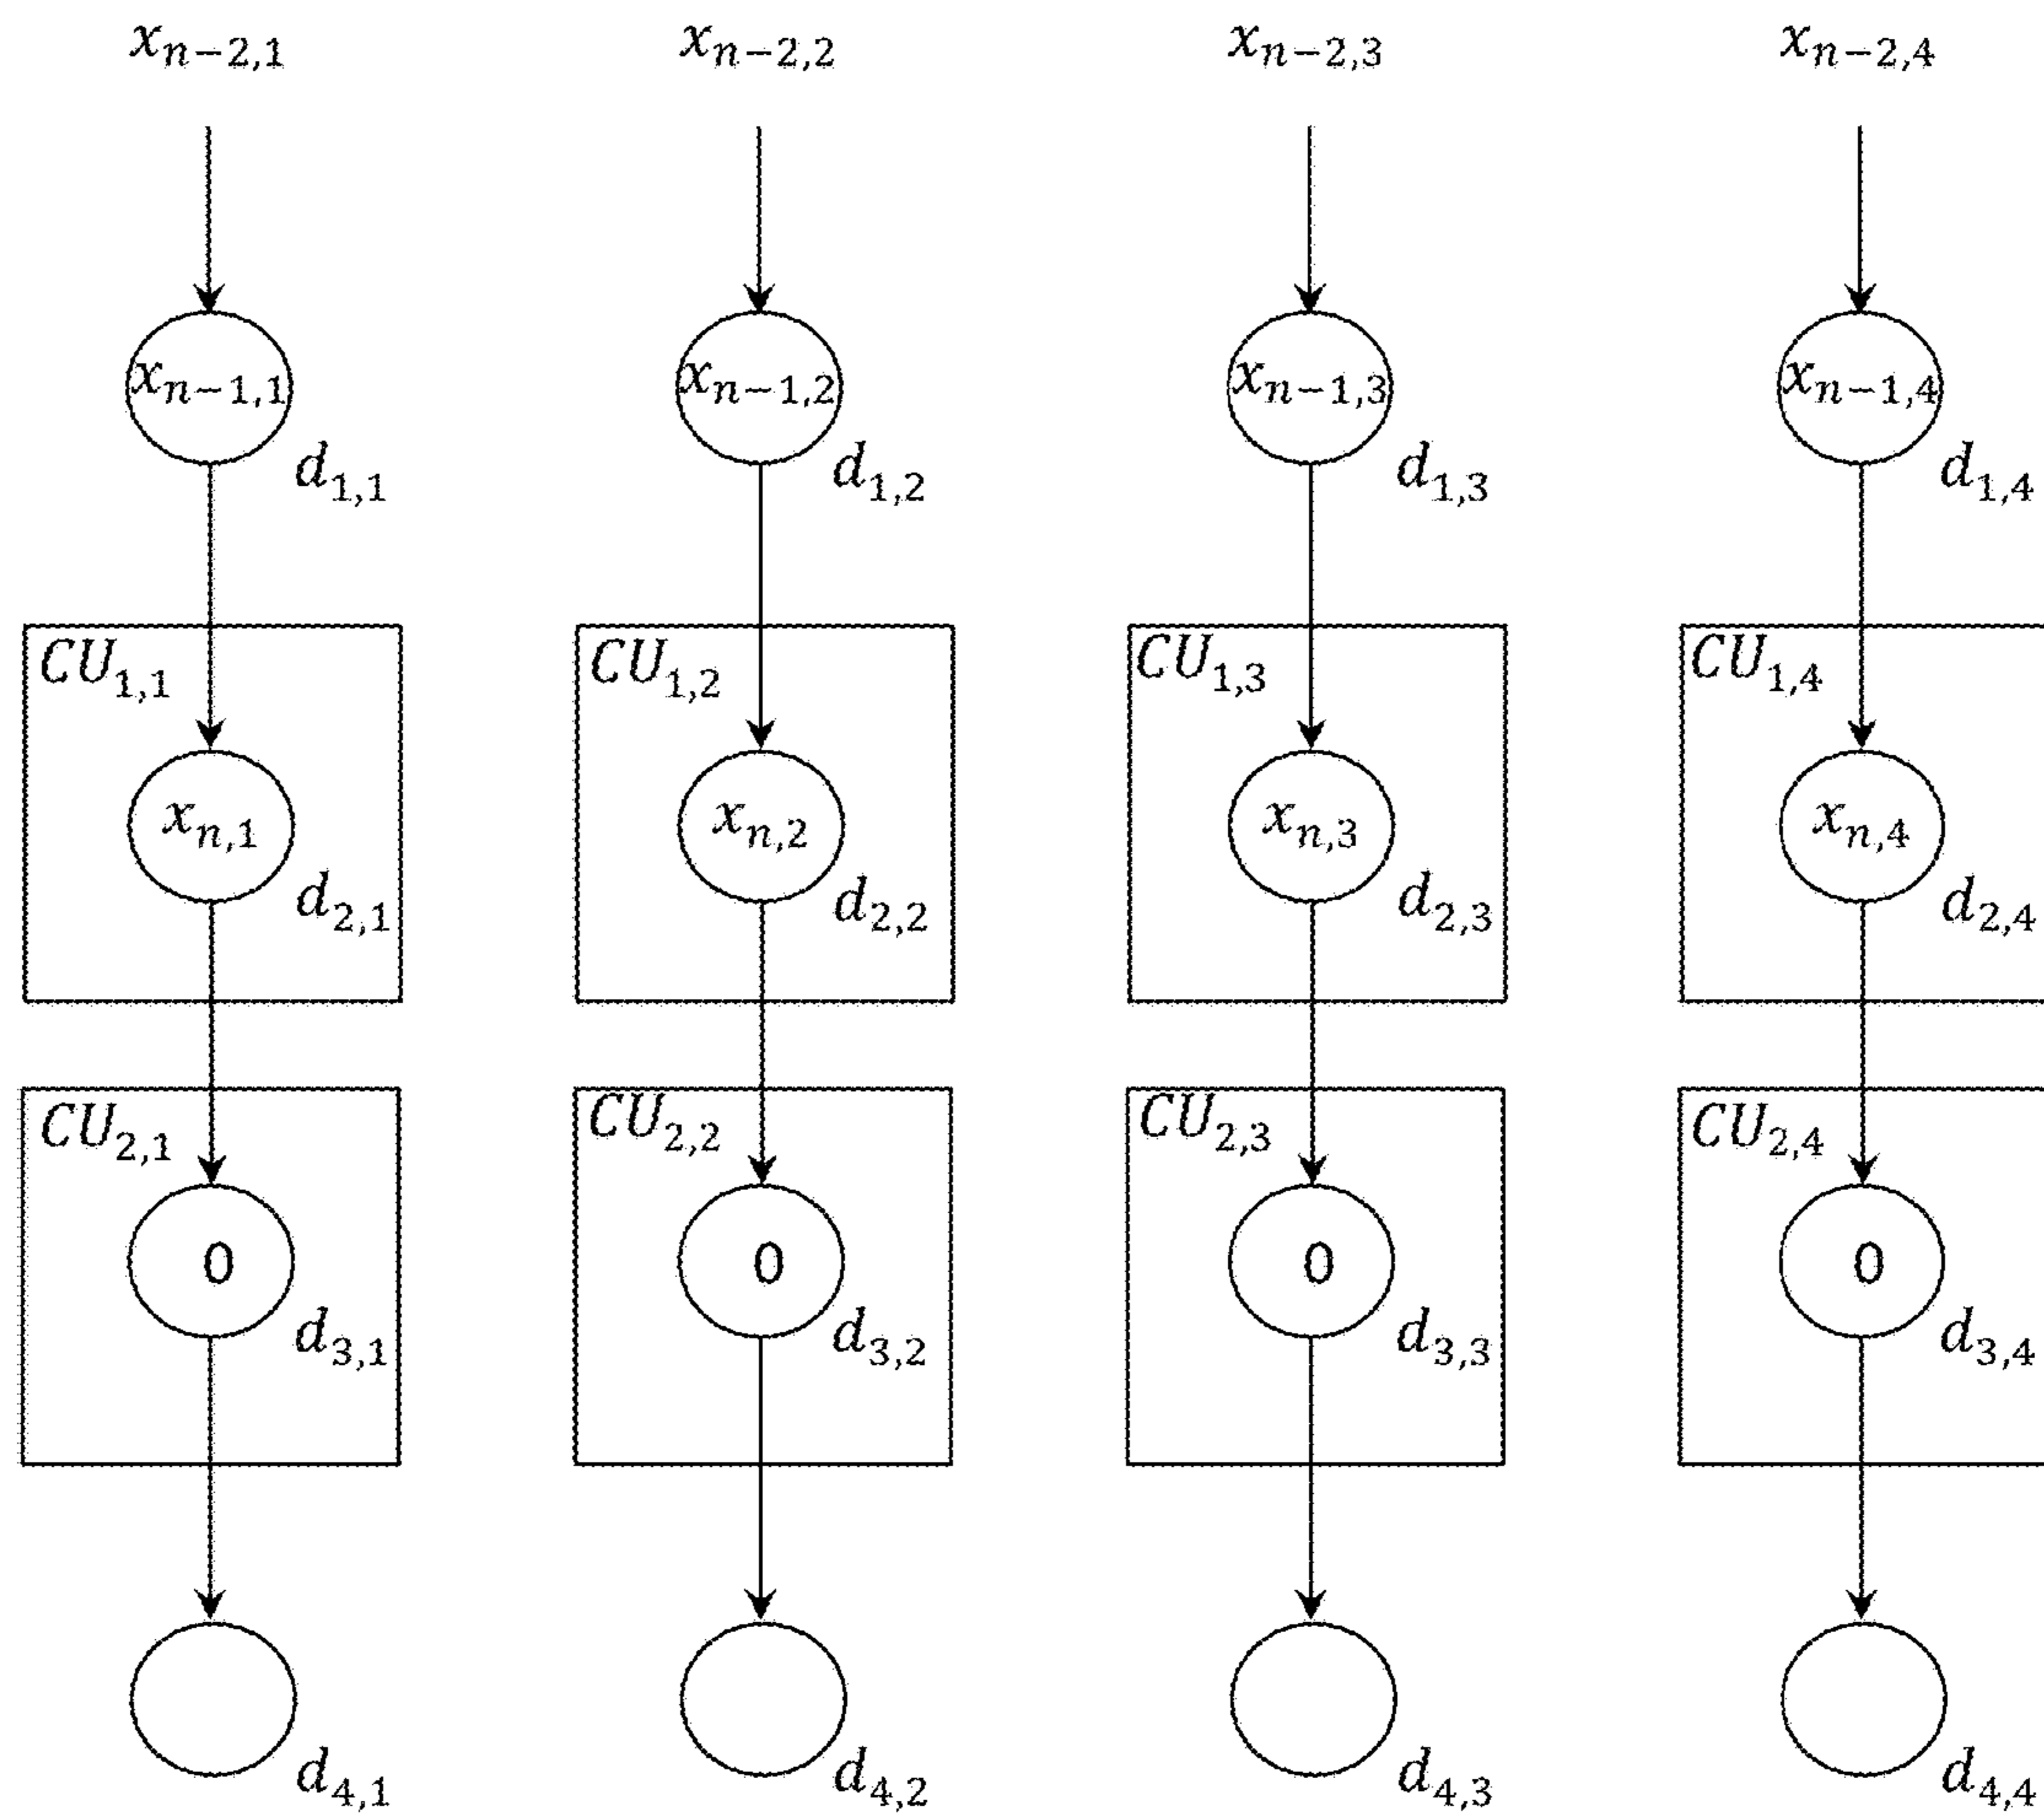 x_{n-2,1} x_{n-2,2} x_{n-2,3} x_{n-2,4}
x_{n-1,1} x_{n-1,2} x_{n-1,3} x_{n-1,4}
d_{1,1} d_{1,2} d_{1,3} d_{1,4}
CU_{1,1} CU_{1,2} CU_{1,3} CU_{1,4}
x_{n,1} x_{n,2} x_{n,3} x_{n,4}
d_{2,1} d_{2,2} d_{2,3} d_{2,4}
CU_{2,1} CU_{2,2} CU_{2,3} CU_{2,4}
0 0 0 0
d_{3,1} d_{3,2} d_{3,3} d_{3,4}
d_{4,1} d_{4,2} d_{4,3} d_{4,4}